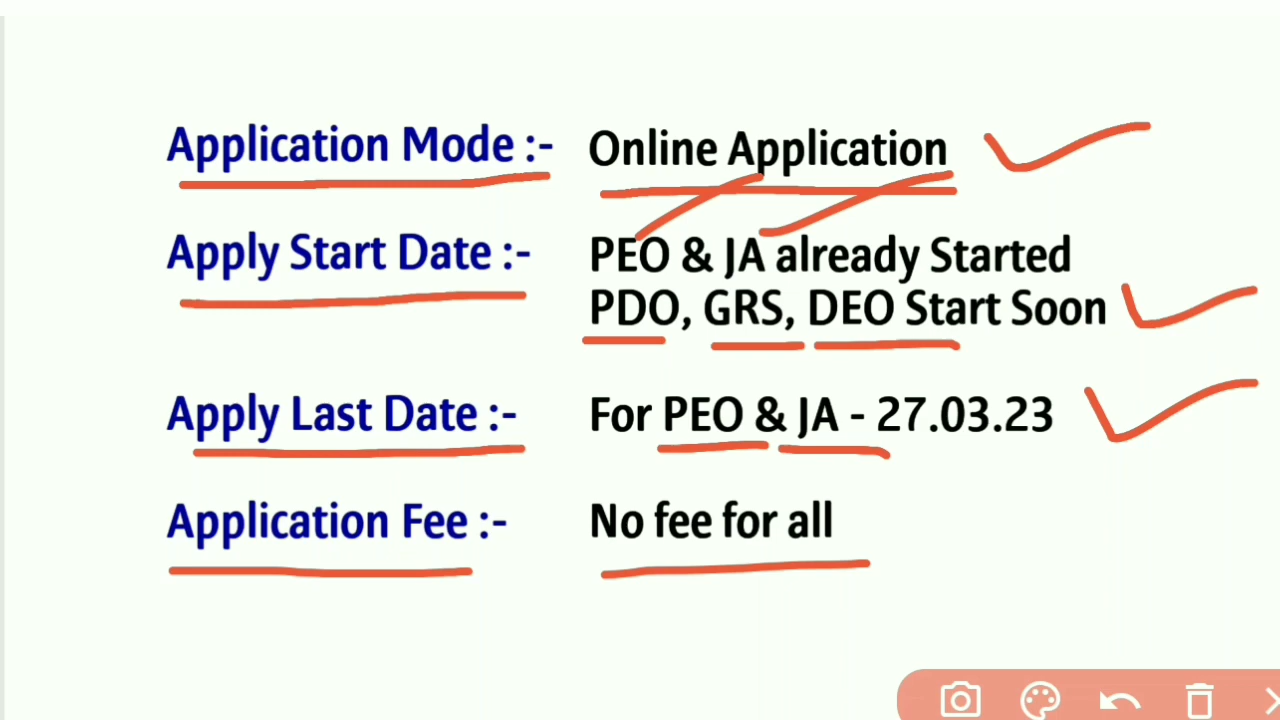 Application Mode :- Online Application
Apply Start Date :- PEO & JA already Started
PDO, GRS, DEO Start Soon
Apply Last Date :- For PEO & JA - 27.03.23
Application Fee :- No fee for all